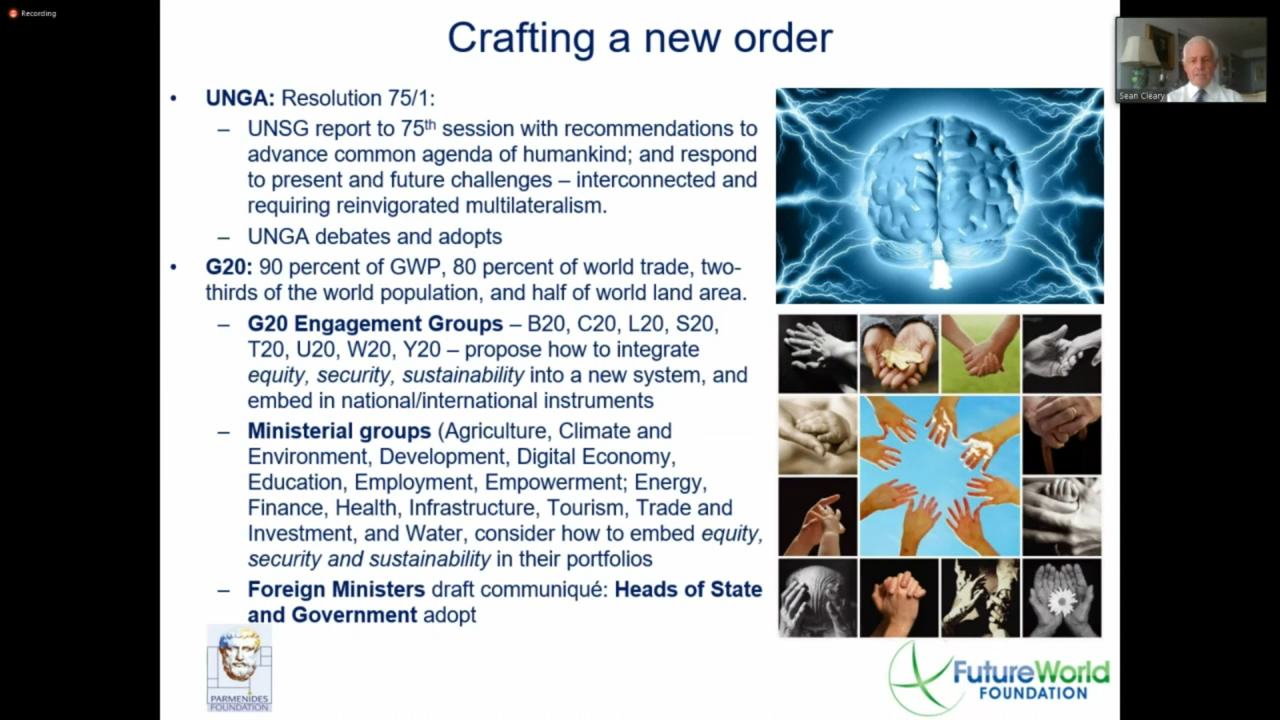 Recording
Crafting a new order
Sean Cleary
• UNGA: Resolution 75/1:
– UNSG report to 75th session with recommendations to
advance common agenda of humankind; and respond
to present and future challenges – interconnected and
requiring reinvigorated multilateralism.
– UNGA debates and adopts
• G20: 90 percent of GWP, 80 percent of world trade, two-
thirds of the world population, and half of world land area.
– G20 Engagement Groups – B20, C20, L20, S20,
T20, U20, W20, Y20 – propose how to integrate
equity, security, sustainability into a new system, and
embed in national/international instruments
– Ministerial groups (Agriculture, Climate and
Environment, Development, Digital Economy,
Education, Employment, Empowerment; Energy,
Finance, Health, Infrastructure, Tourism, Trade and
Investment, and Water, consider how to embed equity,
security and sustainability in their portfolios
– Foreign Ministers draft communiqué: Heads of State
and Government adopt
PARMENIDES
FOUNDATION
FutureWorld
FOUNDATION